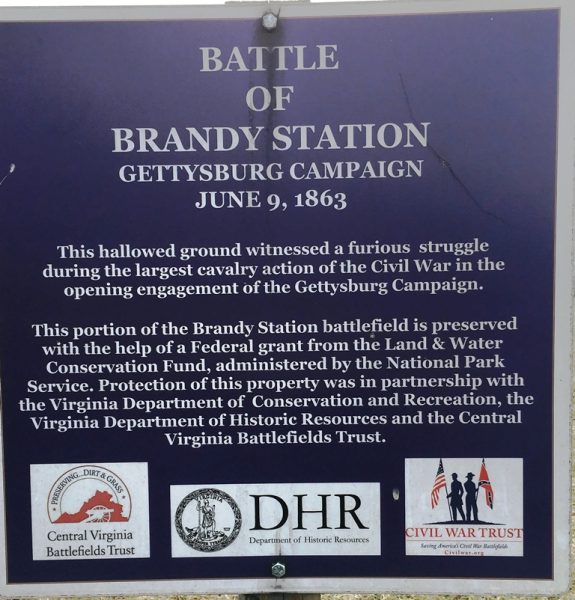 BATTLE
OF
BRANDY STATION
GETTYSBURG CAMPAIGN
JUNE 9, 1863
This hallowed ground witnessed a furious struggle
during the largest cavalry action of the Civil War in the
opening engagement of the Gettysburg Campaign.
This portion of the Brandy Station battlefield is preserved
with the help of a Federal grant from the Land & Water
Conservation Fund, administered by the National Park
Service. Protection of this property was in partnership with
the Virginia Department of Conservation and Recreation, the
Virginia Department of Historic Resources and the Central
Virginia Battlefields Trust.
PRESERVING...DIRT & GRASS
Central Virginia
Battlefields Trust
VIRGINIA
DHR
Department of Historic Resources
CIVIL WAR TRUST
Saving America's Civil War Battlefields
Civilwar.org